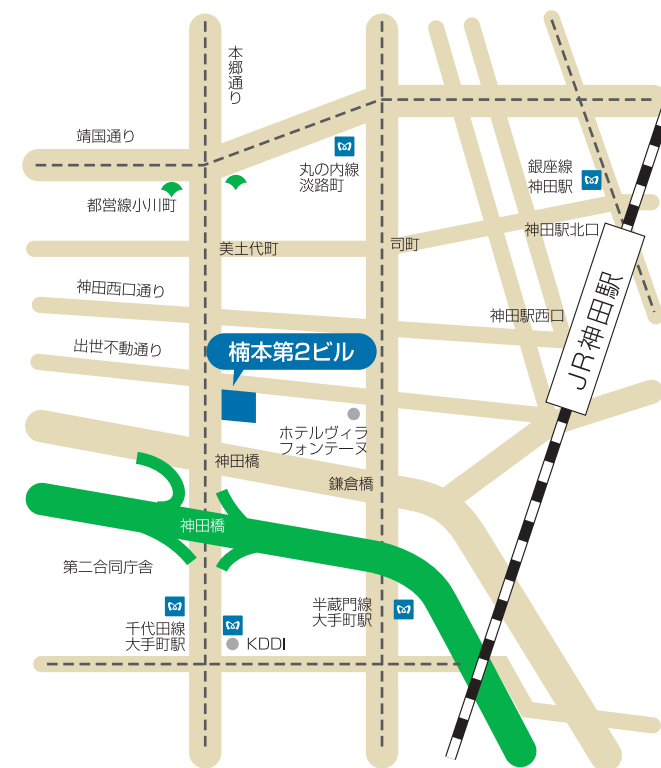 本郷通り
靖国通り
丸の内線
淡路町
銀座線
神田駅
都営線小川町
神田駅北口
美土代町
司町
神田西口通り
神田駅西口
JR神田駅
出世不動通り
楠本第2ビル
ホテルヴィラ
フォンテーヌ
神田橋
鎌倉橋
神田橋
第二合同庁舎
千代田線
大手町駅
半蔵門線
大手町駅
KDDI